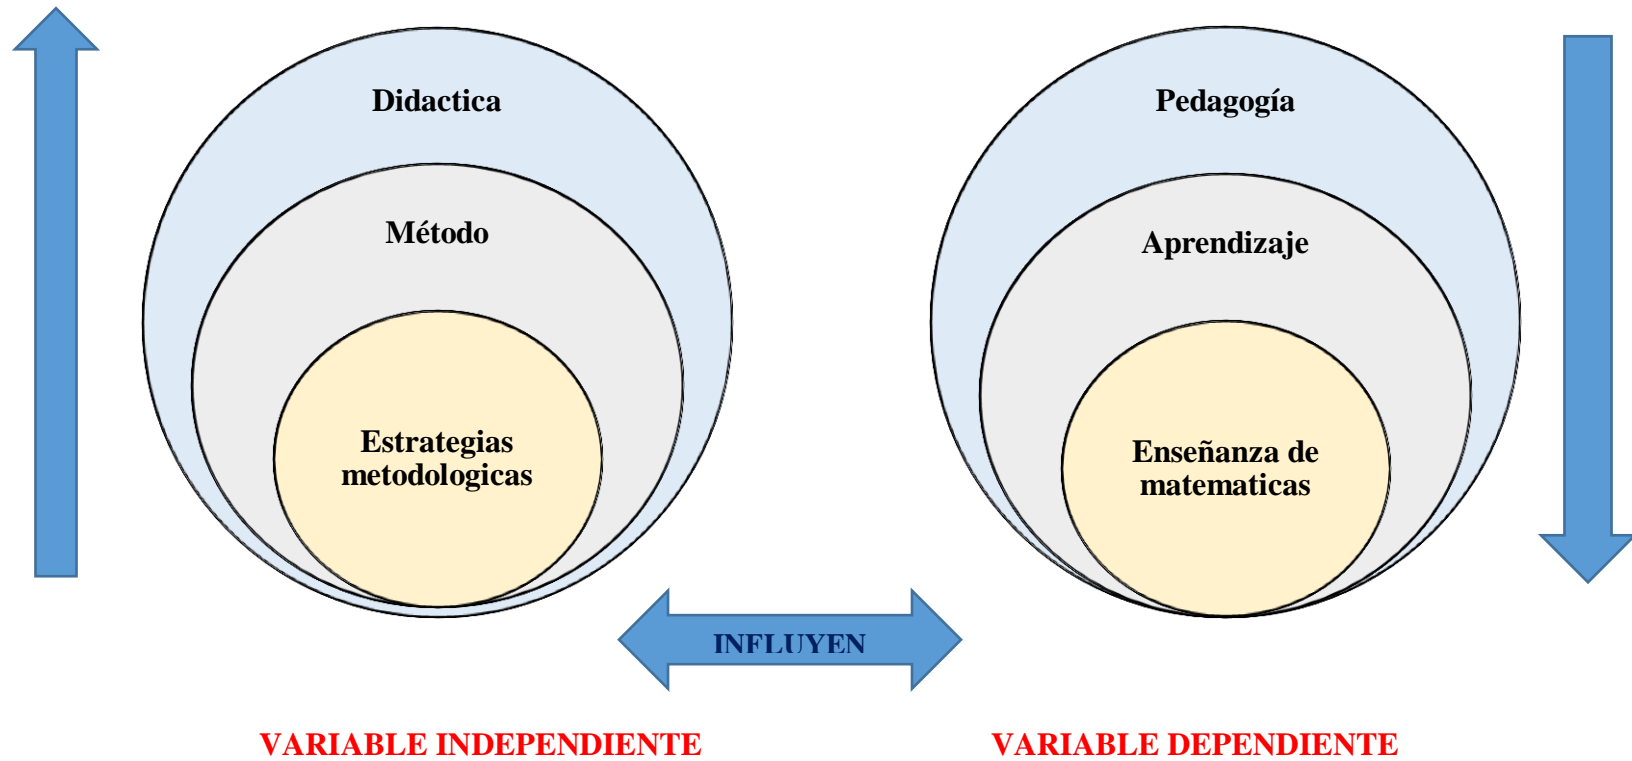 Didactica
Método
Estrategias
metodologicas
Pedagogía
Aprendizaje
Enseñanza de
matematicas
INFLUYEN
VARIABLE INDEPENDIENTE
VARIABLE DEPENDIENTE